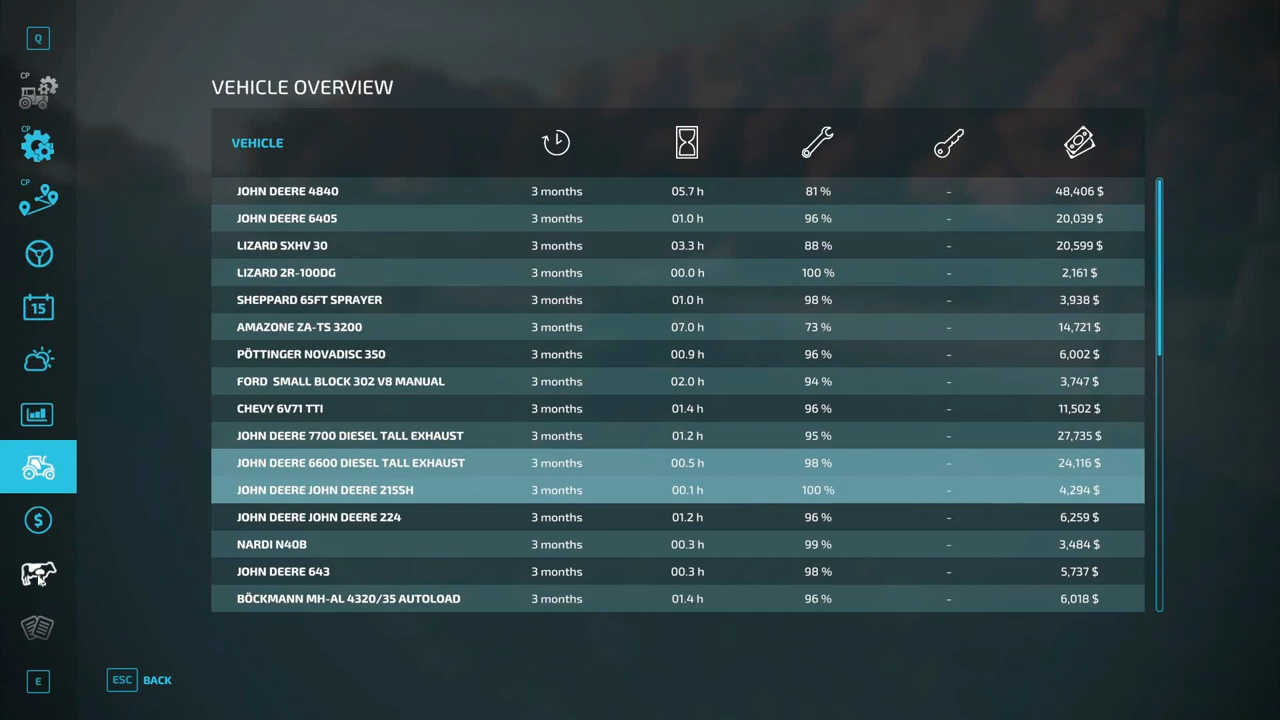 Q
CP
CP
CP
15
$
E
VEHICLE OVERVIEW
VEHICLE
JOHN DEERE 4840 3 months 05.7 h 81 % - 48,406 $
JOHN DEERE 6405 3 months 01.0 h 96 % - 20,039 $
LIZARD SXHV 30 3 months 03.3 h 88 % - 20,599 $
LIZARD 2R-100DG 3 months 00.0 h 100 % - 2,161 $
SHEPPARD 65FT SPRAYER 3 months 01.0 h 98 % - 3,938 $
AMAZONE ZA-TS 3200 3 months 07.0 h 73 % - 14,721 $
PÖTTINGER NOVADISC 350 3 months 00.9 h 96 % - 6,002 $
FORD SMALL BLOCK 302 V8 MANUAL 3 months 02.0 h 94 % - 3,747 $
CHEVY 6V71 TTI 3 months 01.4 h 96 % - 11,502 $
JOHN DEERE 7700 DIESEL TALL EXHAUST 3 months 01.2 h 95 % - 27,735 $
JOHN DEERE 6600 DIESEL TALL EXHAUST 3 months 00.5 h 98 % - 24,116 $
JOHN DEERE JOHN DEERE 215SH 3 months 00.1 h 100 % - 4,294 $
JOHN DEERE JOHN DEERE 224 3 months 01.2 h 96 % - 6,259 $
NARDI N40B 3 months 00.3 h 99 % - 3,484 $
JOHN DEERE 643 3 months 00.3 h 98 % - 5,737 $
BÖCKMANN MH-AL 4320/35 AUTOLOAD 3 months 01.4 h 96 % - 6,018 $
ESC BACK